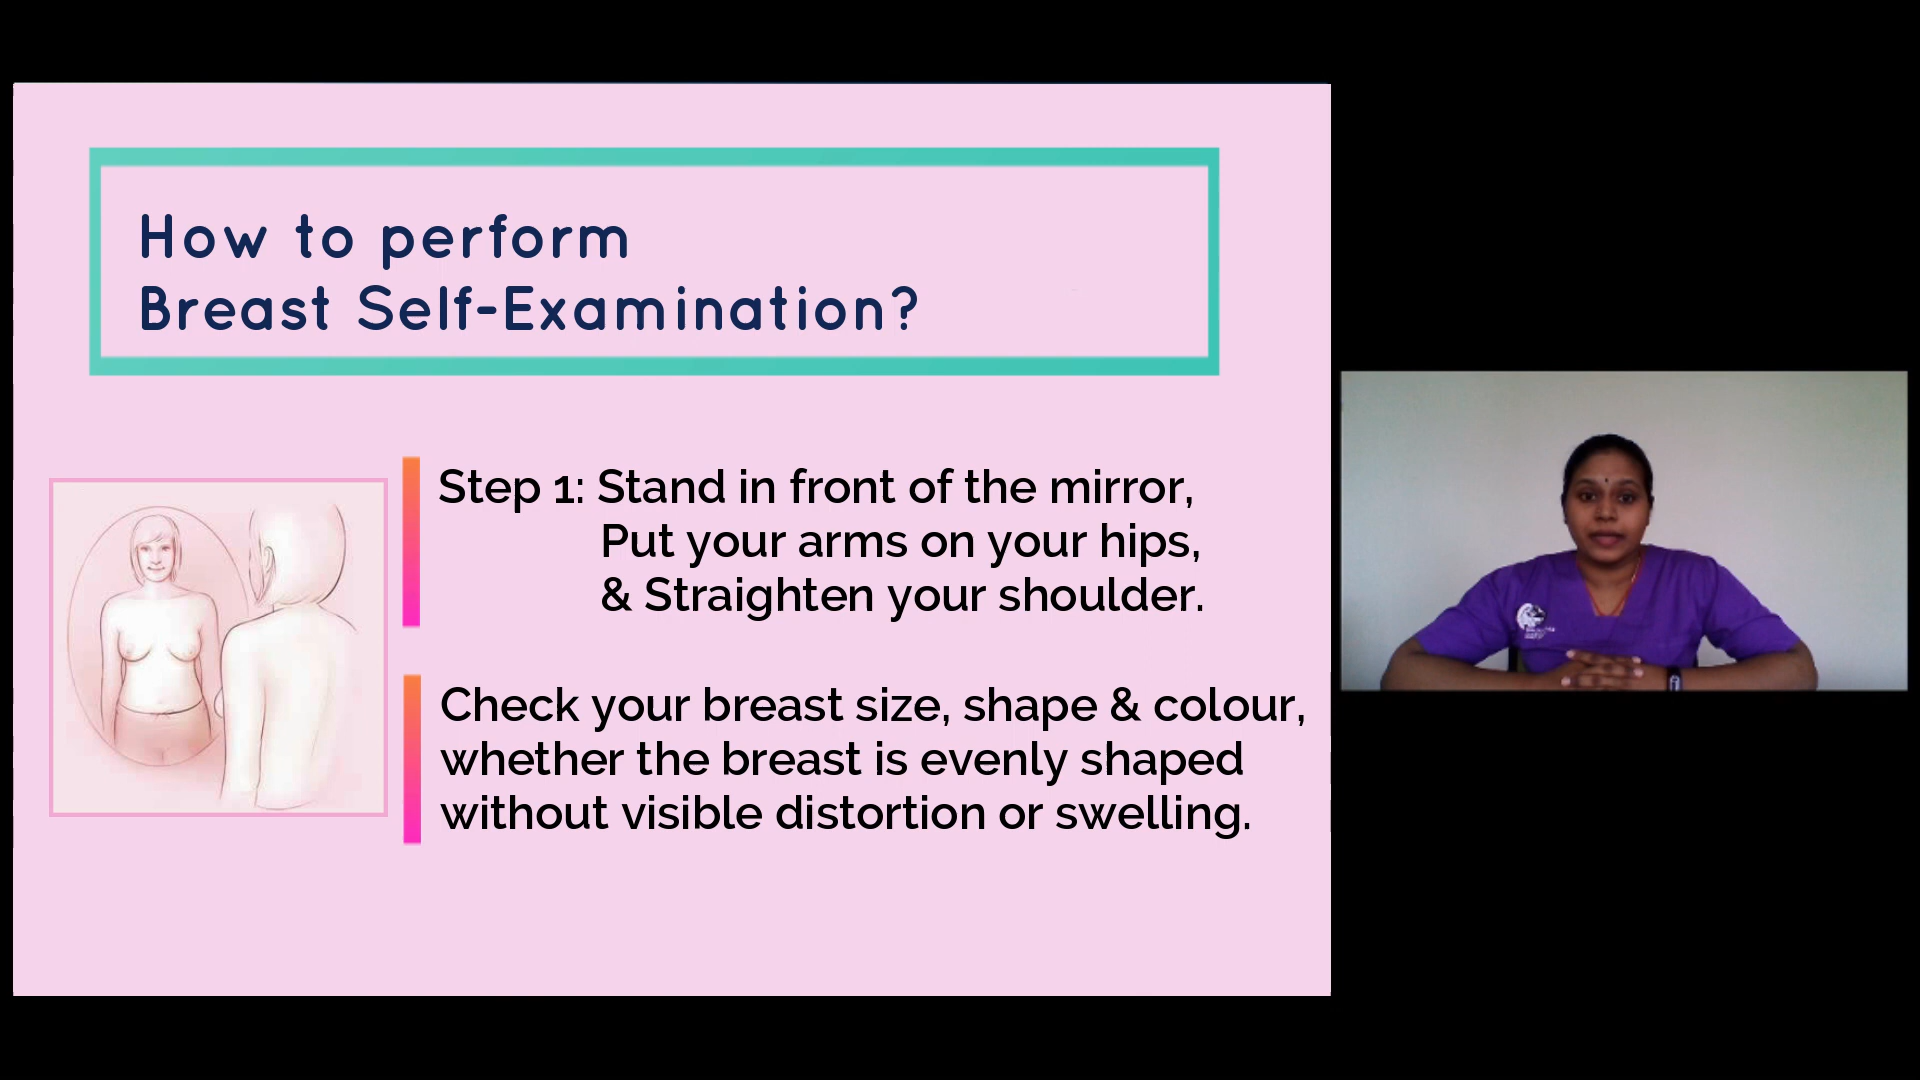 How to perform
Breast Self-Examination?
Step 1: Stand in front of the mirror,
Put your arms on your hips,
& Straighten your shoulder.
Check your breast size, shape & colour,
whether the breast is evenly shaped
without visible distortion or swelling.